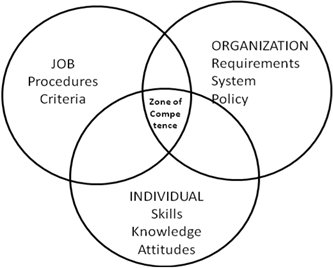 JOB
Procedures
Criteria
ORGANIZATION
Requirements
System
Policy
Zone of
Compe
tence
INDIVIDUAL
Skills
Knowledge
Attitudes